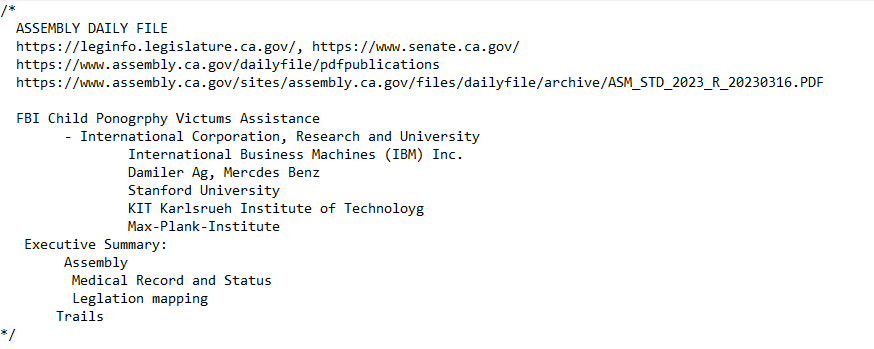 /*
ASSEMBLY DAILY FILE
https://leginfo.legislature.ca.gov/, https://www.senate.ca.gov/
https://www.assembly.ca.gov/dailyfile/pdfpublications
https://www.assembly.ca.gov/sites/assembly.ca.gov/files/dailyfile/archive/ASM_STD_2023_R_20230316.PDF
FBI Child Ponogrphy Victums Assistance
- International Corporation, Research and University
International Business Machines (IBM) Inc.
Damiler Ag, Mercdes Benz
Stanford University
KIT Karlsrueh Institute of Technoloyg
Max-Plank-Institute
Executive Summary:
Assembly
Medical Record and Status
Leglation mapping
Trails
*/